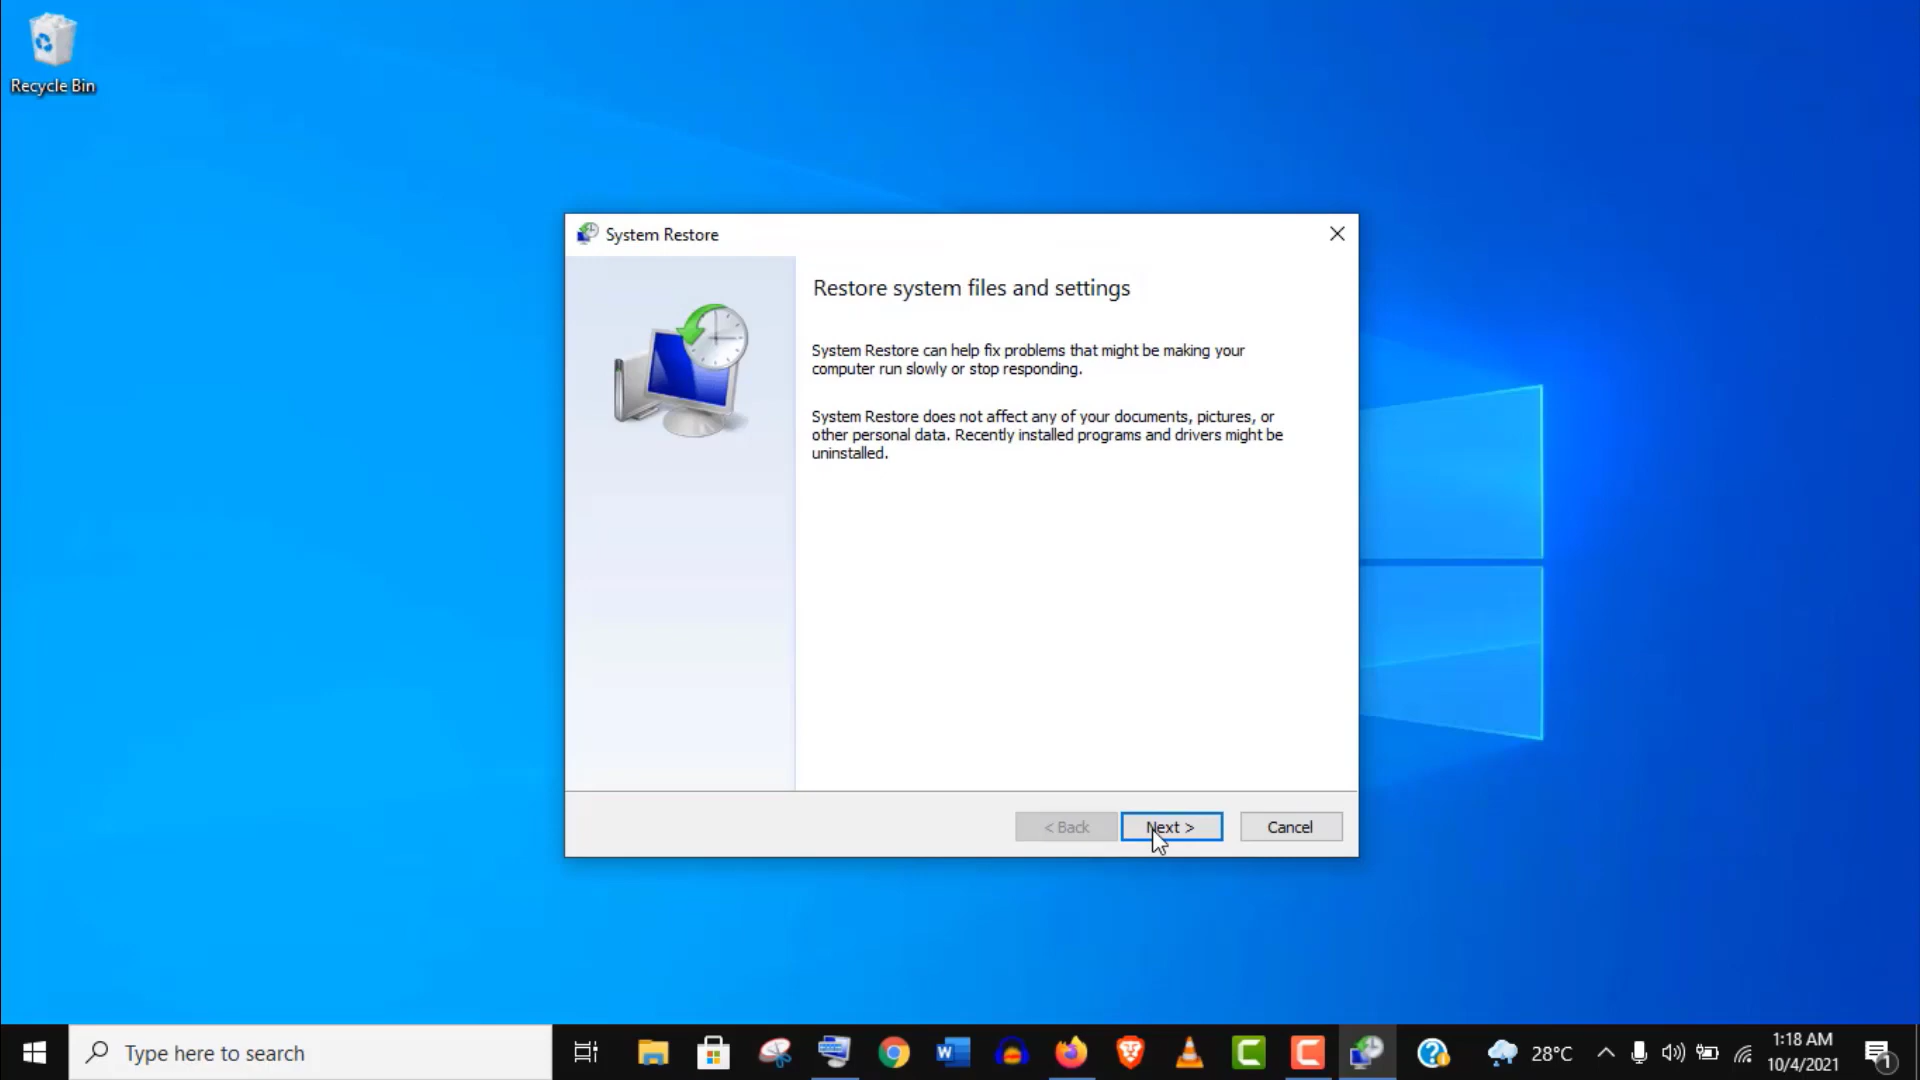 Recycle Bin
System Restore
Restore system files and settings
System Restore can help fix problems that might be making your
computer run slowly or stop responding.
System Restore does not affect any of your documents, pictures, or
other personal data. Recently installed programs and drivers might be
uninstalled.
< Back
Next >
Cancel
Type here to search
28°C
1:18 AM
10/4/2021
1